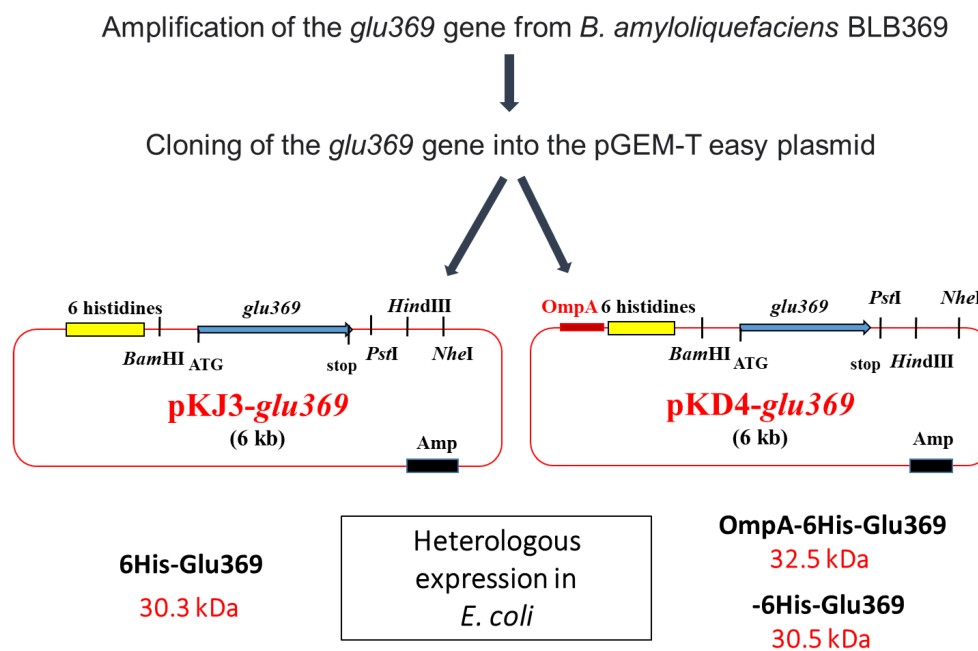 Amplification of the glu369 gene from B. amyloliquefaciens BLB369
Cloning of the glu369 gene into the pGEM-T easy plasmid
6 histidines
glu369
HindIII
BamHI
ATG
stop
PstI
NheI
pKJ3-glu369
(6 kb)
Amp
OmpA
6 histidines
glu369
PstI
NheI
BamHI
ATG
stop
HindIII
pKD4-glu369
(6 kb)
Amp
6His-Glu369
30.3 kDa
Heterologous
expression in
E. coli
OmpA-6His-Glu369
32.5 kDa
-6His-Glu369
30.5 kDa